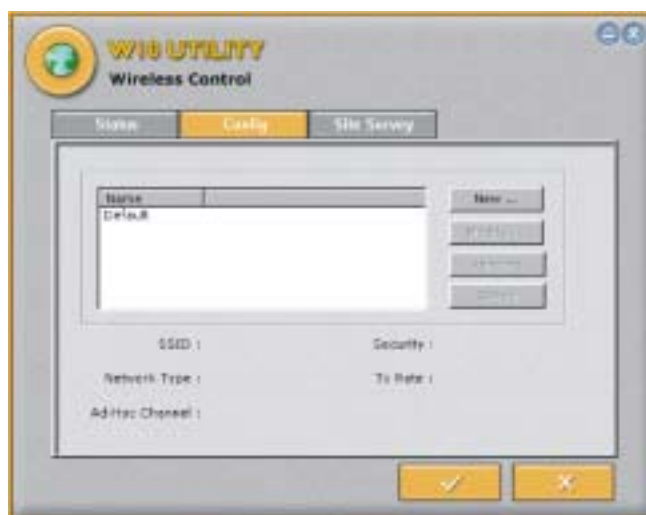 W10 UTILITY
Wireless Control
Status Config Site Survey
Name
Default
New ...
SSID :
Security :
Network Type :
Tx Rate :
Ad-Hoc Channel :